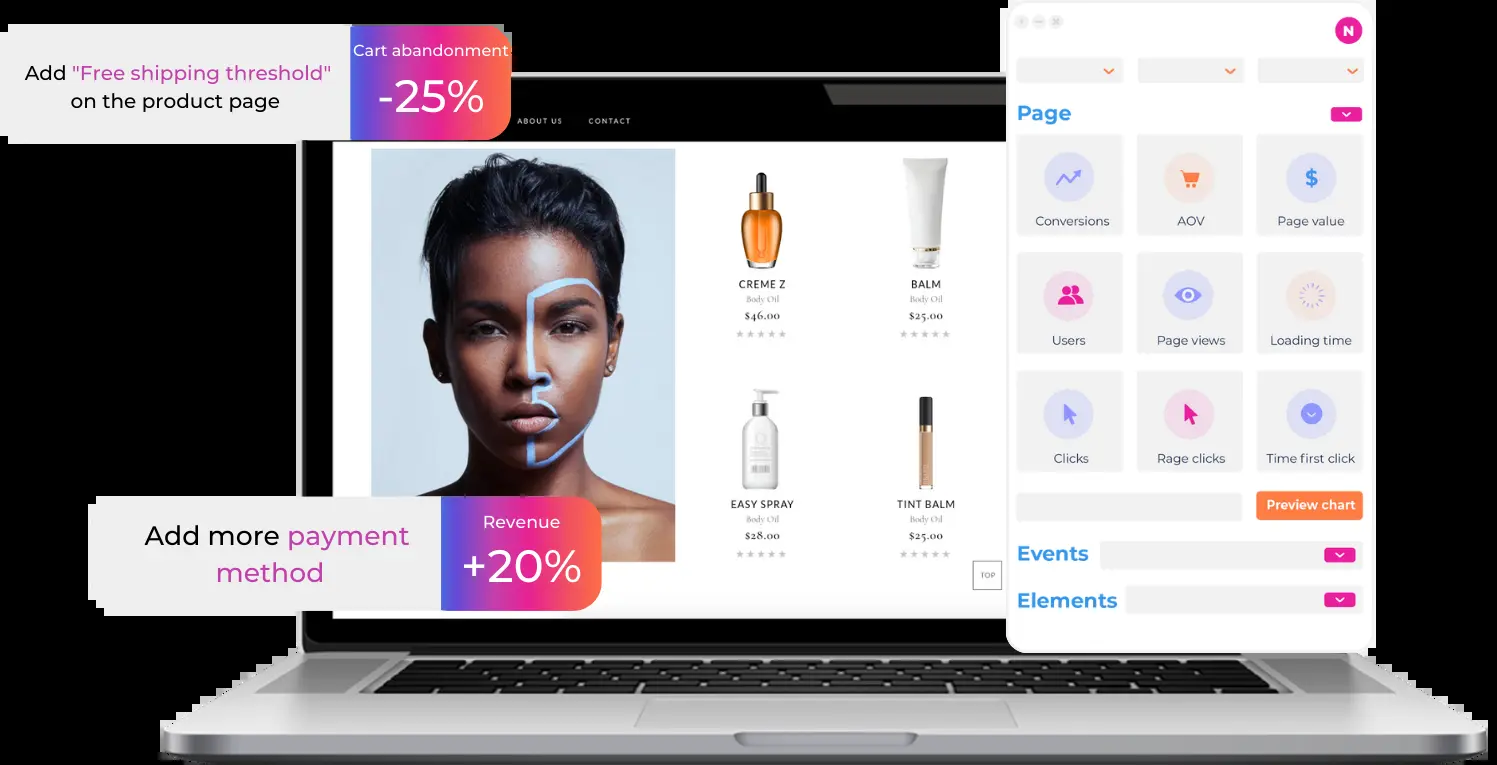 Add "Free shipping threshold"
on the product page
Cart abandonment
-25%
ABOUT US
CONTACT
CREME Z
Body Oil
$46.00
BALM
Body Oil
$25.00
EASY SPRAY
Body Oil
$28.00
TINT BALM
Body Oil
$25.00
TOP
Add more payment
method
Revenue
+20%
N
Page
Conversions
AOV
$
Page value
Users
Page views
Loading time
Clicks
Rage clicks
Time first click
Preview chart
Events
Elements